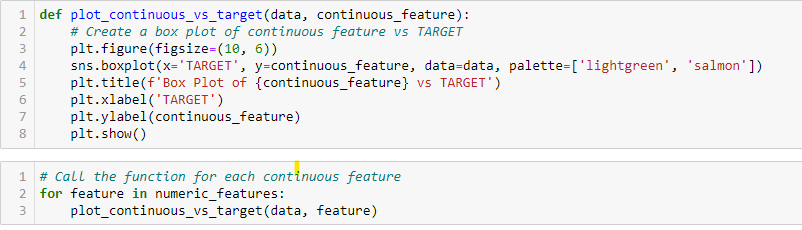 1 def plot_continuous_vs_target(data, continuous_feature):
2     # Create a box plot of continuous feature vs TARGET
3     plt.figure(figsize=(10, 6))
4     sns.boxplot(x='TARGET', y=continuous_feature, data=data, palette=['lightgreen', 'salmon'])
5     plt.title(f'Box Plot of {continuous_feature} vs TARGET')
6     plt.xlabel('TARGET')
7     plt.ylabel(continuous_feature)
8     plt.show()
1 # Call the function for each continuous feature
2 for feature in numeric_features:
3     plot_continuous_vs_target(data, feature)